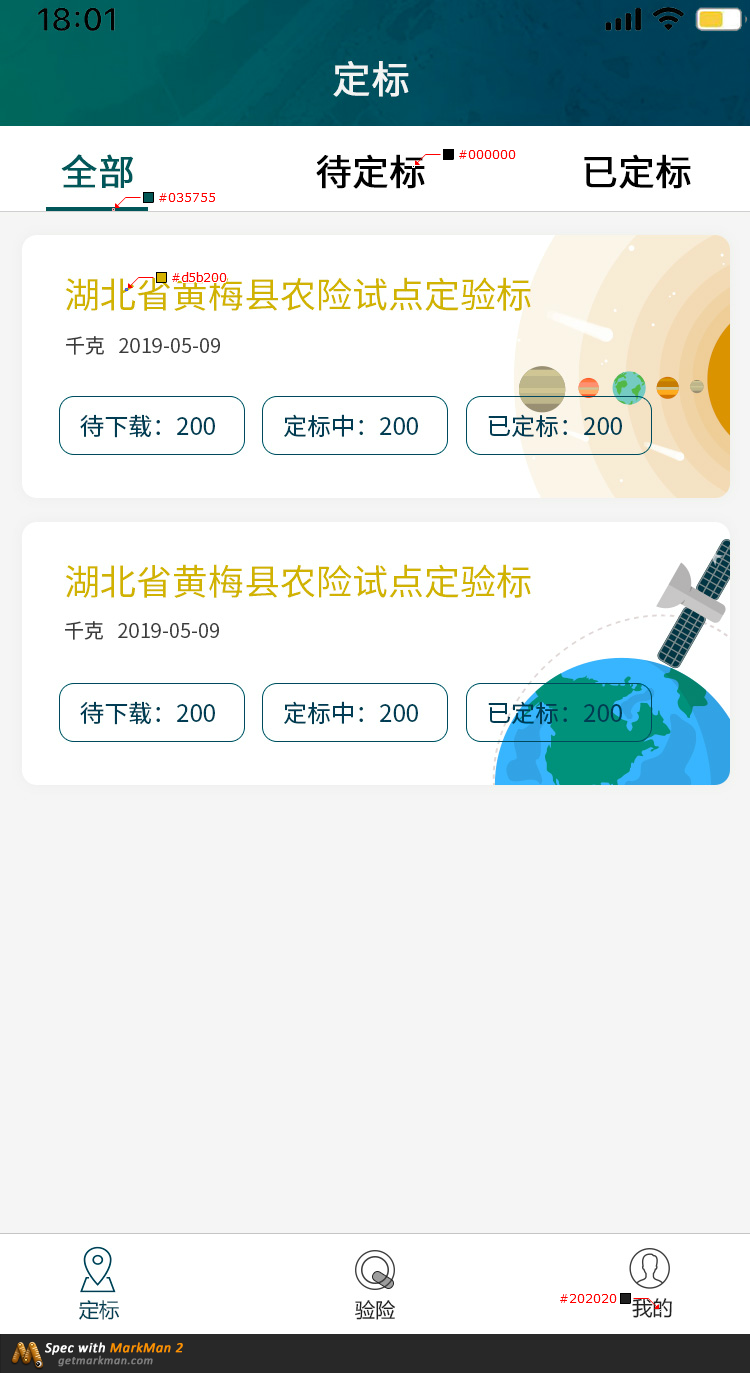 18:01
定标
全部 待定标 已定标
#000000
#035755
#d5b200
湖北省黄梅县农险试点定验标
千克 2019-05-09
待下载：200 定标中：200 已定标：200
湖北省黄梅县农险试点定验标
千克 2019-05-09
待下载：200 定标中：200 已定标：200
#202020
定标 验险 我的
Spec with MarkMan 2
getmarkman.com